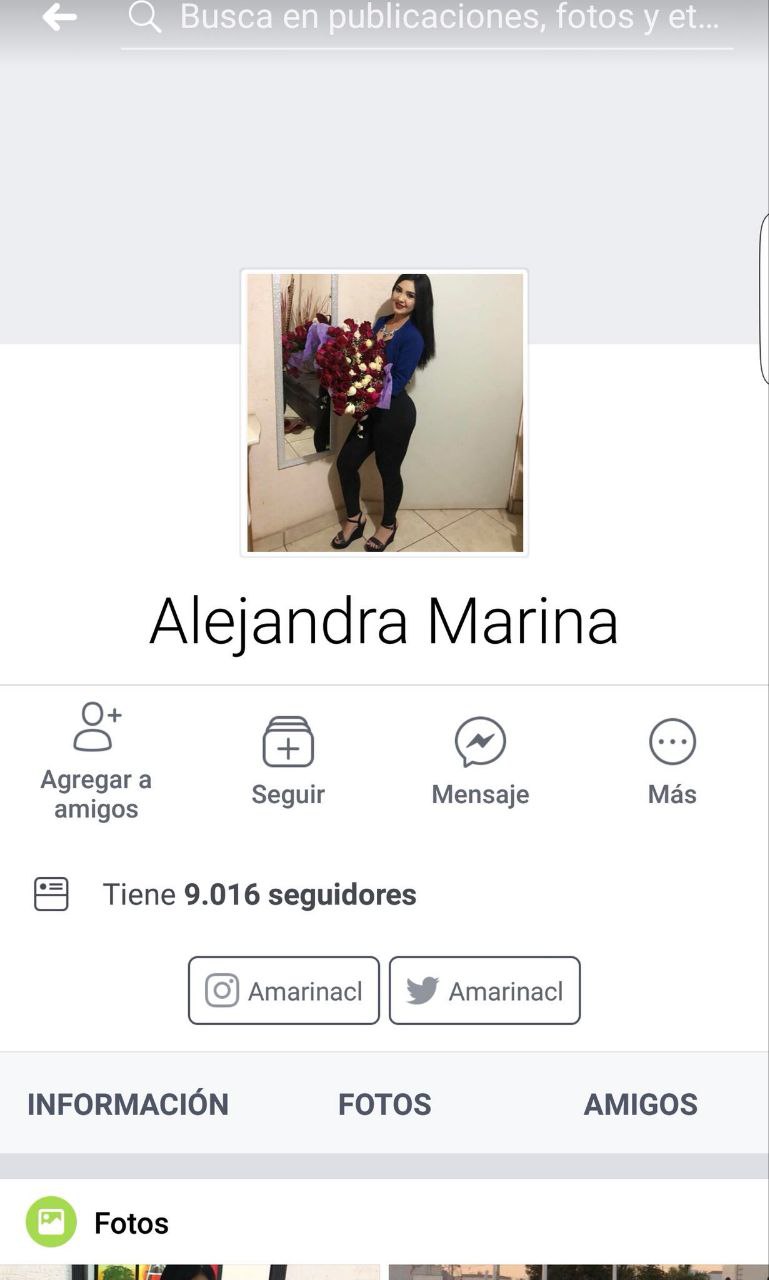 Busca en publicaciones, fotos y et...
Alejandra Marina
Agregar a
amigos
Seguir
Mensaje
Más
Tiene 9.016 seguidores
Amarinacl
Amarinacl
INFORMACIÓN
FOTOS
AMIGOS
Fotos